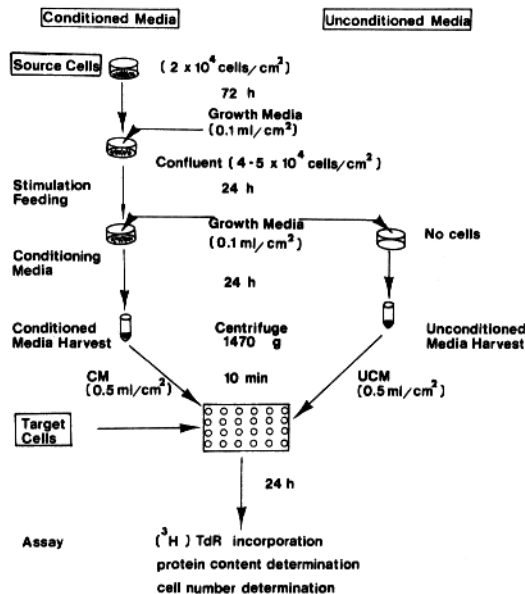 Conditioned Media
Unconditioned Media
Source Cells
(2 x 10⁴ cells/cm²)
72 h
Growth Media
(0.1 ml/cm²)
Confluent (4-5 x 10⁴ cells/cm²)
Stimulation
Feeding
24 h
Growth Media
(0.1 ml/cm²)
No cells
Conditioning
Media
24 h
Conditioned
Media Harvest
Centrifuge
1470 g
Unconditioned
Media Harvest
CM
(0.5 ml/cm²)
10 min
UCM
(0.5 ml/cm²)
Target
Cells
24 h
Assay
(³H) TdR incorporation
protein content determination
cell number determination